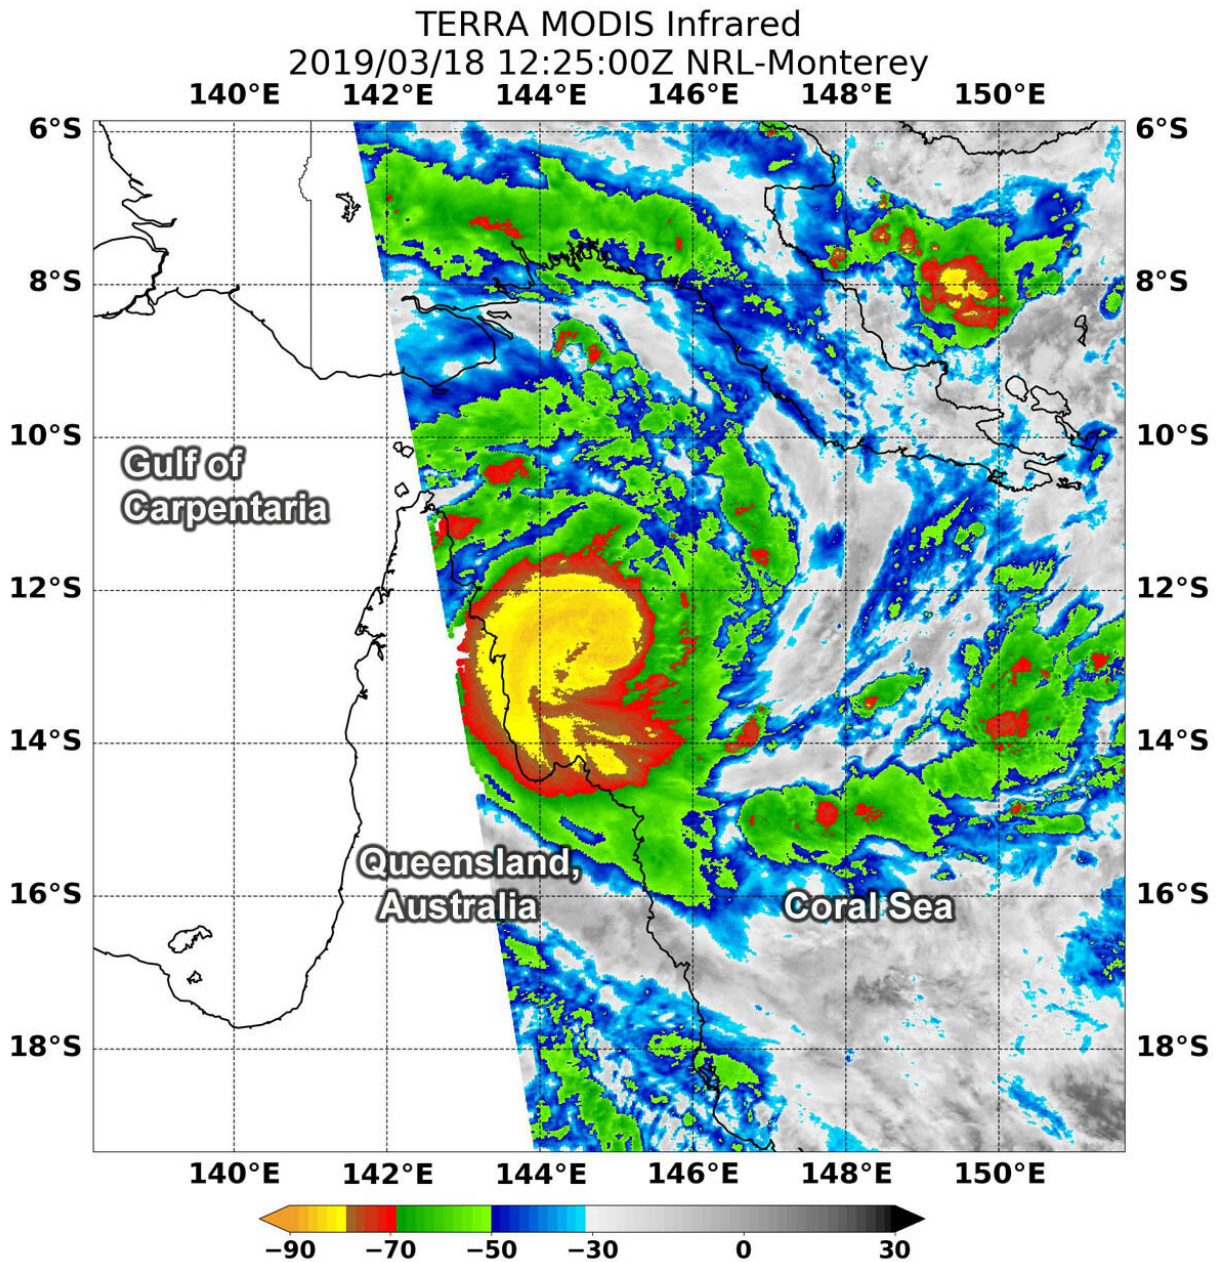 TERRA MODIS Infrared
2019/03/18 12:25:00Z NRL-Monterey
140°E 142°E 144°E 146°E 148°E 150°E
6°S 6°S
8°S 8°S
10°S 10°S
Gulf of
Carpentaria
12°S 12°S
14°S 14°S
Queensland,
Australia
16°S 16°S
Coral Sea
18°S 18°S
140°E 142°E 144°E 146°E 148°E 150°E
−90 −70 −50 −30 0 30